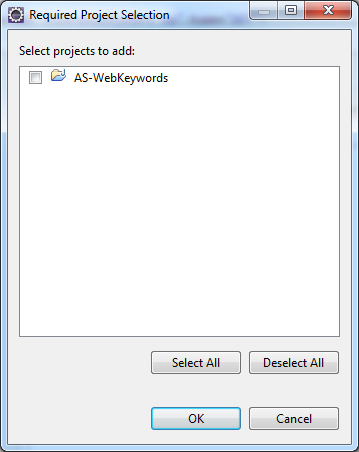 Required Project Selection
Select projects to add:
AS-WebKeywords
Select All
Deselect All
OK
Cancel